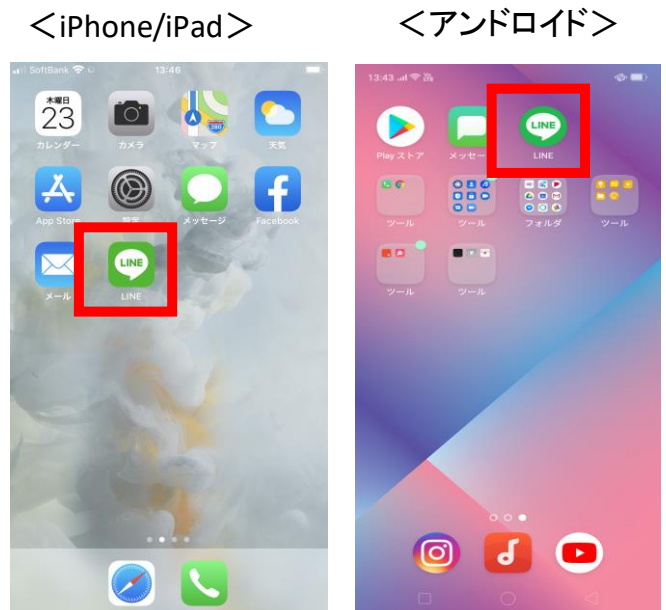 ＜iPhone/iPad＞
SoftBank
13:46
木曜日
23
280
カレンダー
カメラ
マップ
天気
App Store
設定
メッセージ
Facebook
LINE
メール
LINE
＜アンドロイド＞
13:43
LINE
Play ストア
メッセー
LINE
ツール
ツール
フォルダ
ツール
ツール
ツール